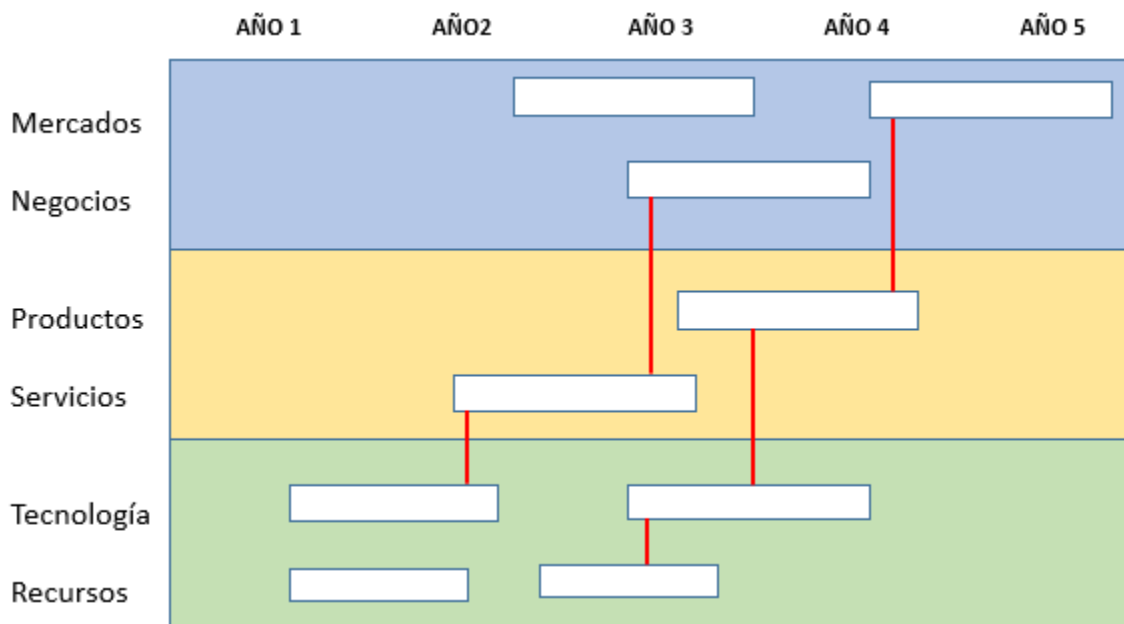 AÑO 1 AÑO2 AÑO 3 AÑO 4 AÑO 5
Mercados
Negocios
Productos
Servicios
Tecnología
Recursos